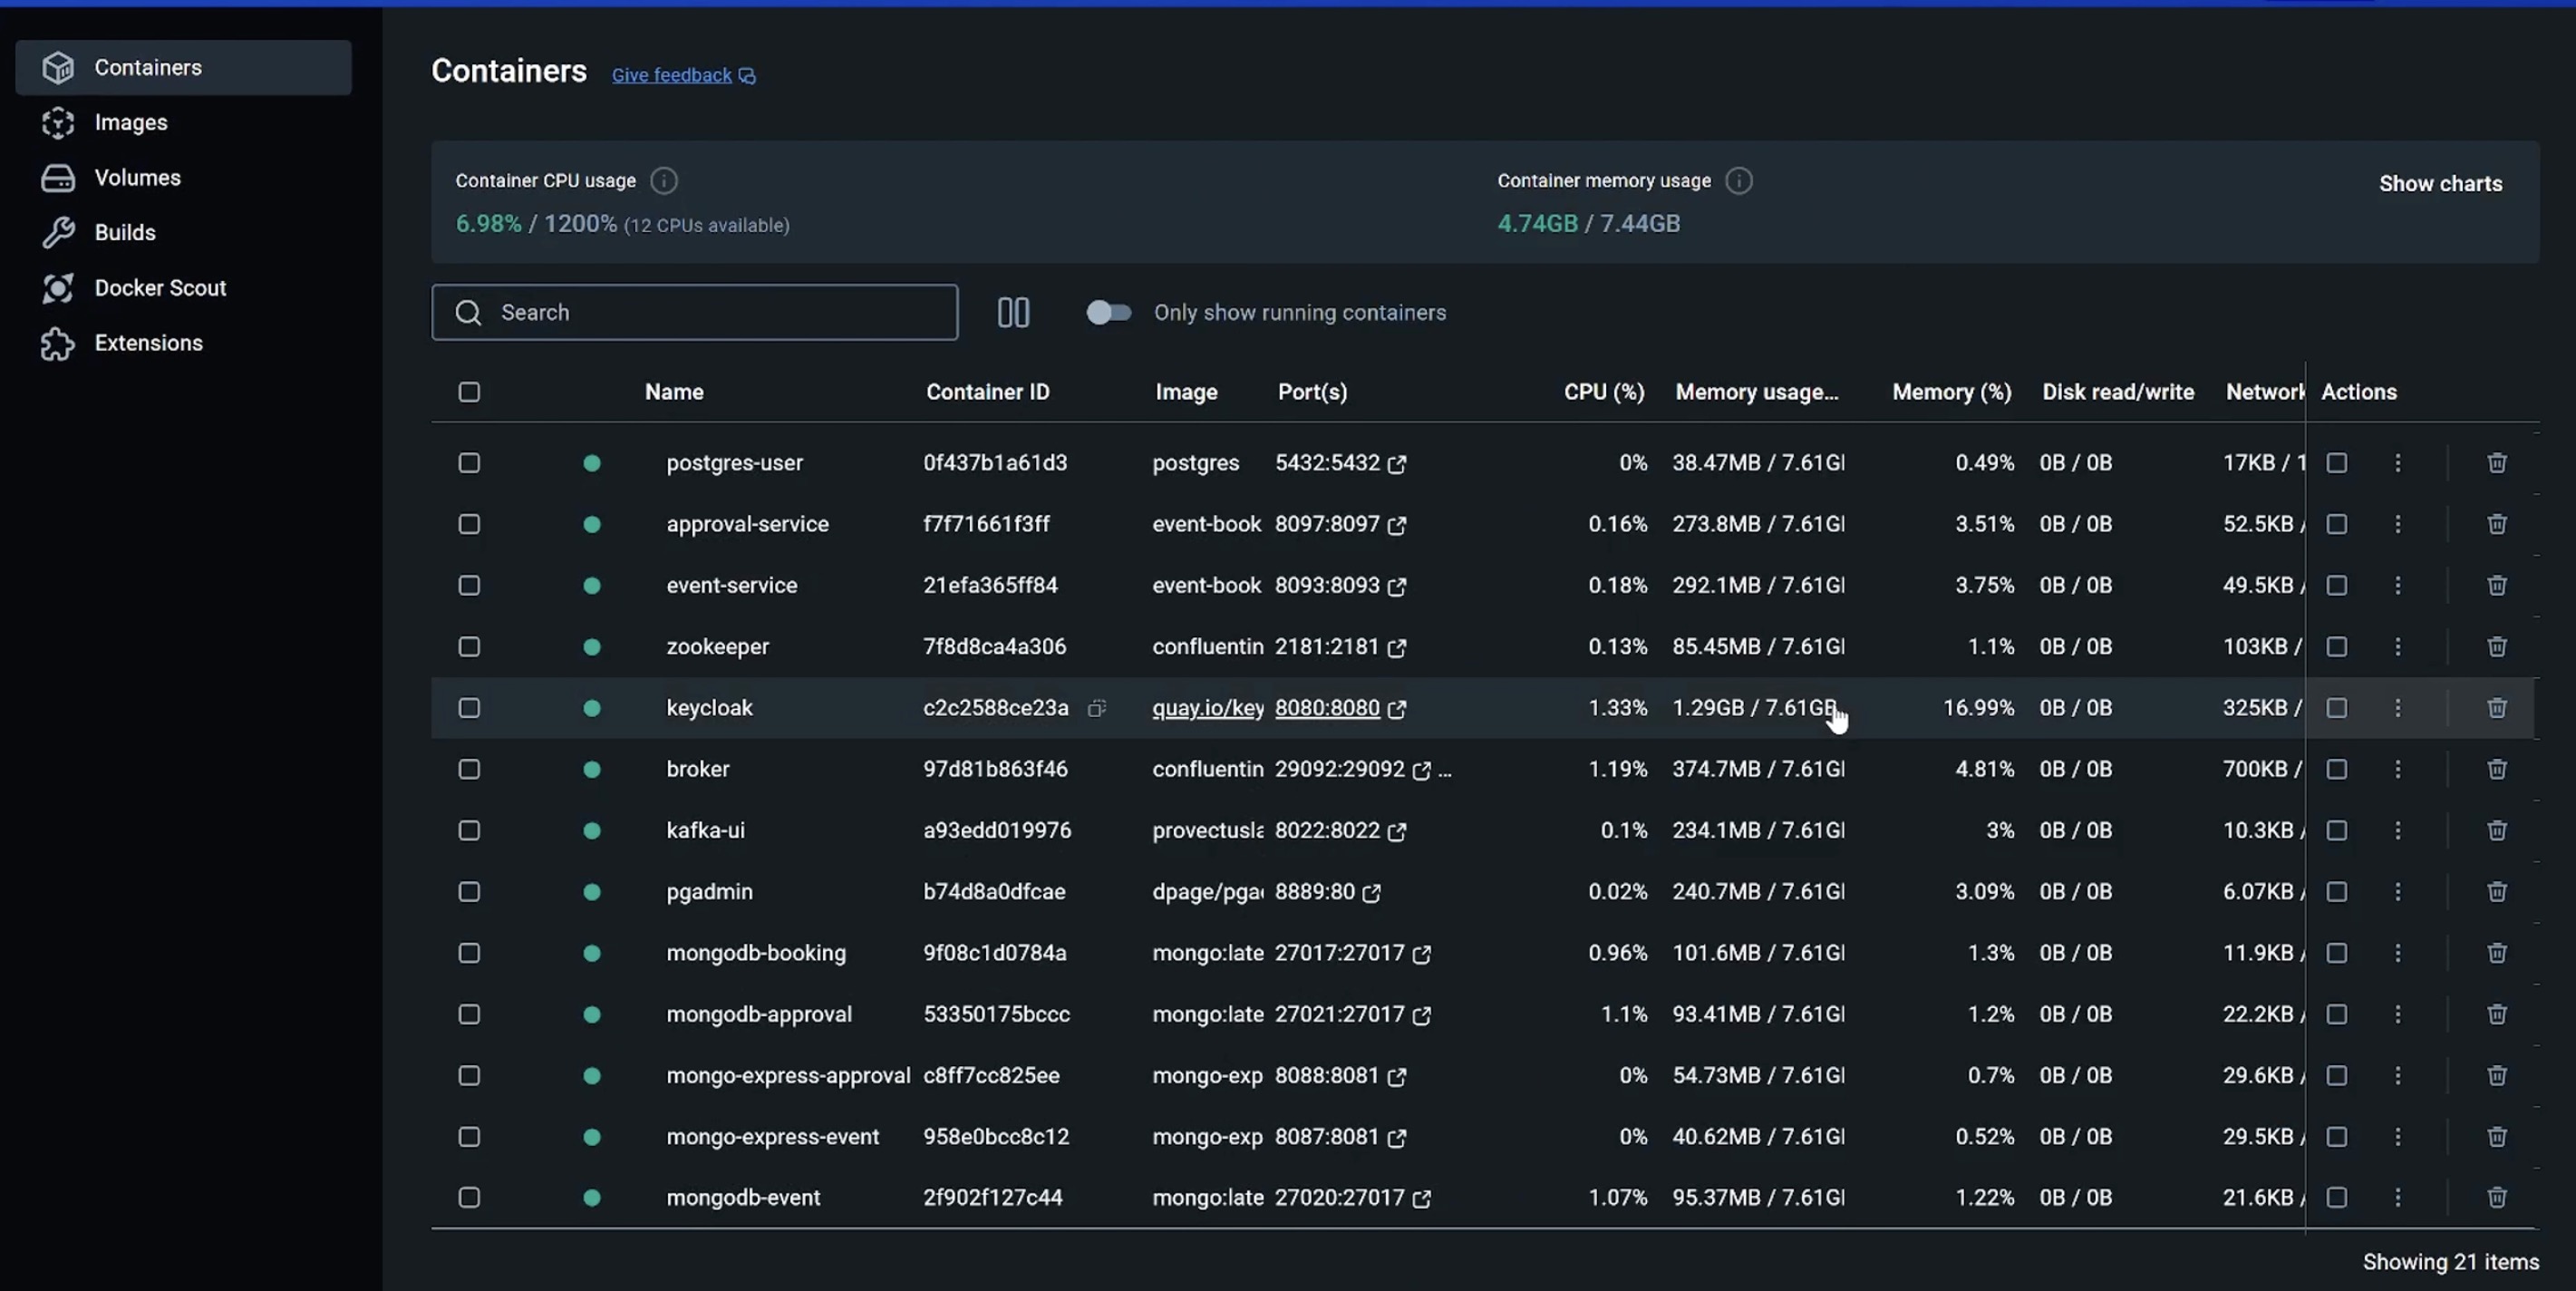 Containers
Images
Volumes
Builds
Docker Scout
Extensions
Containers Give feedback
Container CPU usage
6.98% / 1200% (12 CPUs available)
Container memory usage
4.74GB / 7.44GB
Show charts
Search
Only show running containers
Name Container ID Image Port(s) CPU (%) Memory usage... Memory (%) Disk read/write Network Actions
postgres-user 0f437b1a61d3 postgres 5432:5432 0% 38.47MB / 7.61G 0.49% 0B / 0B 17KB / 1
approval-service f7f71661f3ff event-book 8097:8097 0.16% 273.8MB / 7.61G 3.51% 0B / 0B 52.5KB /
event-service 21efa365ff84 event-book 8093:8093 0.18% 292.1MB / 7.61G 3.75% 0B / 0B 49.5KB /
zookeeper 7f8d8ca4a306 confluentin 2181:2181 0.13% 85.45MB / 7.61G 1.1% 0B / 0B 103KB /
keycloak c2c2588ce23a quay.io/key 8080:8080 1.33% 1.29GB / 7.61GB 16.99% 0B / 0B 325KB /
broker 97d81b863f46 confluentin 29092:29092 ... 1.19% 374.7MB / 7.61G 4.81% 0B / 0B 700KB /
kafka-ui a93edd019976 provectusla 8022:8022 0.1% 234.1MB / 7.61G 3% 0B / 0B 10.3KB /
pgadmin b74d8a0dfcae dpage/pga 8889:80 0.02% 240.7MB / 7.61G 3.09% 0B / 0B 6.07KB /
mongodb-booking 9f08c1d0784a mongo:late 27017:27017 0.96% 101.6MB / 7.61G 1.3% 0B / 0B 11.9KB /
mongodb-approval 53350175bccc mongo:late 27021:27017 1.1% 93.41MB / 7.61G 1.2% 0B / 0B 22.2KB /
mongo-express-approval c8ff7cc825ee mongo-exp 8088:8081 0% 54.73MB / 7.61G 0.7% 0B / 0B 29.6KB /
mongo-express-event 958e0bcc8c12 mongo-exp 8087:8081 0% 40.62MB / 7.61G 0.52% 0B / 0B 29.5KB /
mongodb-event 2f902f127c44 mongo:late 27020:27017 1.07% 95.37MB / 7.61G 1.22% 0B / 0B 21.6KB /
Showing 21 items